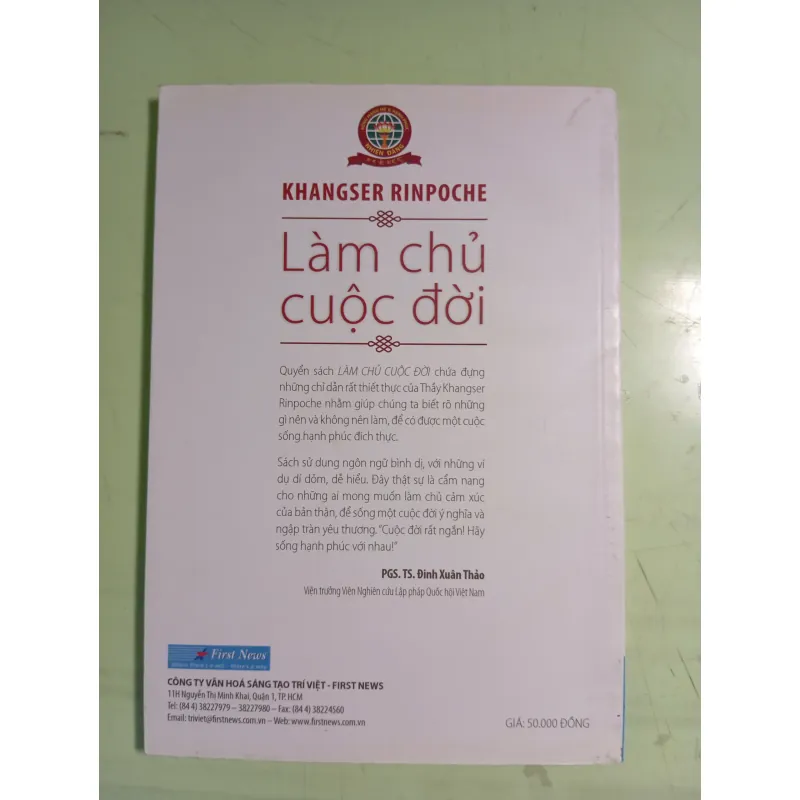 NHIÊN ĐĂNG
KHANGSER RINPOCHE
Làm chủ
cuộc đời
Quyển sách LÀM CHỦ CUỘC ĐỜI chứa đựng
những chỉ dẫn rất thiết thực của Thầy Khangser
Rinpoche nhằm giúp chúng ta biết rõ những
gì nên và không nên làm, để có được một cuộc
sống hạnh phúc đích thực.
Sách sử dụng ngôn ngữ bình dị, với những ví
dụ dí dỏm, dễ hiểu. Đây thật sự là cẩm nang
cho những ai mong muốn làm chủ cảm xúc
của bản thân, để sống một cuộc đời ý nghĩa và
ngập tràn yêu thương. “Cuộc đời rất ngắn! Hãy
sống hạnh phúc với nhau!”
PGS. TS. Đinh Xuân Thảo
Viện trưởng Viện Nghiên cứu Lập pháp Quốc hội Việt Nam
First News
CÔNG TY VĂN HOÁ SÁNG TẠO TRÍ VIỆT - FIRST NEWS
11H Nguyễn Thị Minh Khai, Quận 1, TP. HCM
Tel: (84 4) 38227979 – 38227980 – Fax: (84 4) 38224560
Email: tnviet@firstnews.com.vn – Web: www.firstnews.com.vn
GIÁ: 50.000 ĐỒNG